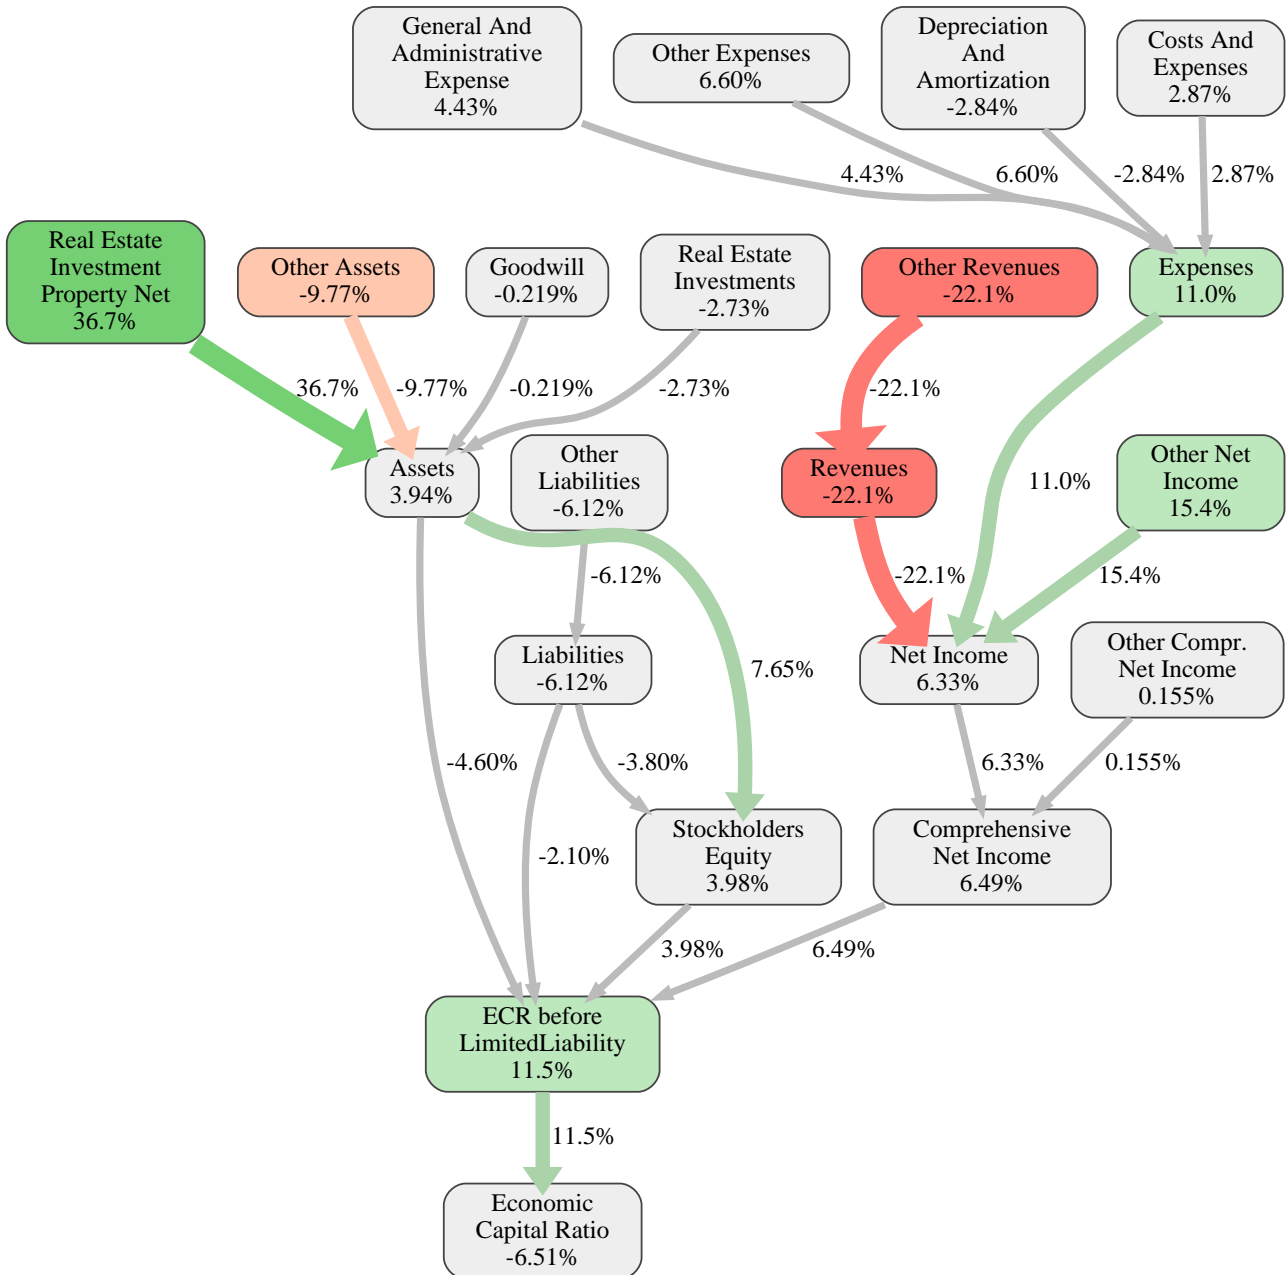 General And
Administrative
Expense
4.43%
Other Expenses
6.60%
Depreciation
And
Amortization
-2.84%
Costs And
Expenses
2.87%
4.43%
6.60%
-2.84%
2.87%
Real Estate
Investment
Property Net
36.7%
Other Assets
-9.77%
Goodwill
-0.219%
Real Estate
Investments
-2.73%
Other Revenues
-22.1%
Expenses
11.0%
36.7%
-9.77%
-0.219%
-2.73%
-22.1%
Assets
3.94%
Other
Liabilities
-6.12%
Revenues
-22.1%
11.0%
Other Net
Income
15.4%
-6.12%
-22.1%
15.4%
Liabilities
-6.12%
7.65%
Net Income
6.33%
Other Compr.
Net Income
0.155%
-4.60%
-3.80%
6.33%
0.155%
-2.10%
Stockholders
Equity
3.98%
Comprehensive
Net Income
6.49%
3.98%
6.49%
ECR before
LimitedLiability
11.5%
11.5%
Economic
Capital Ratio
-6.51%